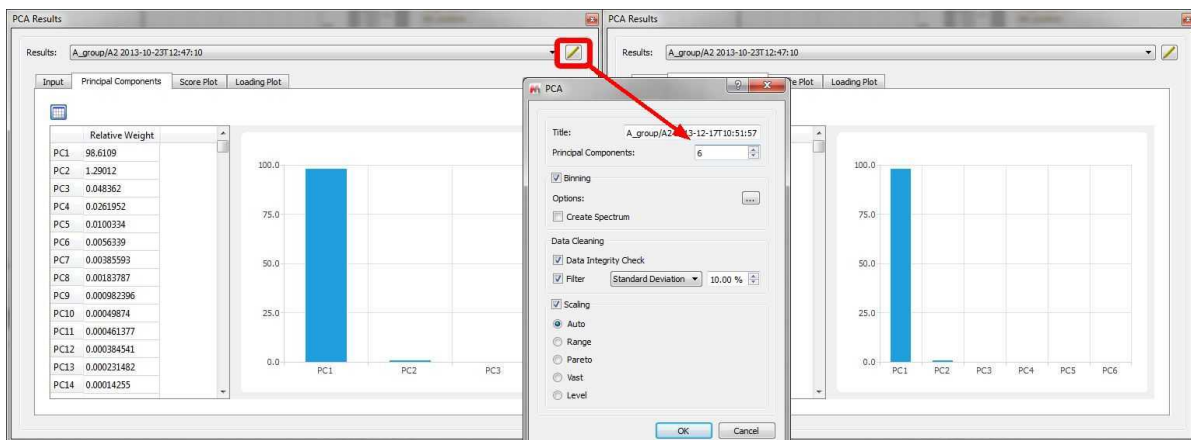 PCA Results
Results: A_group/A2 2013-10-23T12:47:10
Input Principal Components Score Plot Loading Plot
Relative Weight
PC1 98.6109
PC2 1.29012
PC3 0.048362
PC4 0.0261952
PC5 0.0100334
PC6 0.0056339
PC7 0.00385593
PC8 0.00183787
PC9 0.000982396
PC10 0.00049874
PC11 0.000461377
PC12 0.000384541
PC13 0.000231482
PC14 0.00014255
100.0
75.0
50.0
25.0
0.0
PC1 PC2 PC3
PCA
Title: A_group/A2 13-12-17T10:51:57
Principal Components: 6
Binning
Options: ...
Create Spectrum
Data Cleaning
Data Integrity Check
Filter Standard Deviation 10.00 %
Scaling
Auto
Range
Pareto
Vast
Level
OK Cancel
PCA Results
Results: A_group/A2 2013-10-23T12:47:10
Plot Loading Plot
100.0
75.0
50.0
25.0
0.0
PC1 PC2 PC3 PC4 PC5 PC6